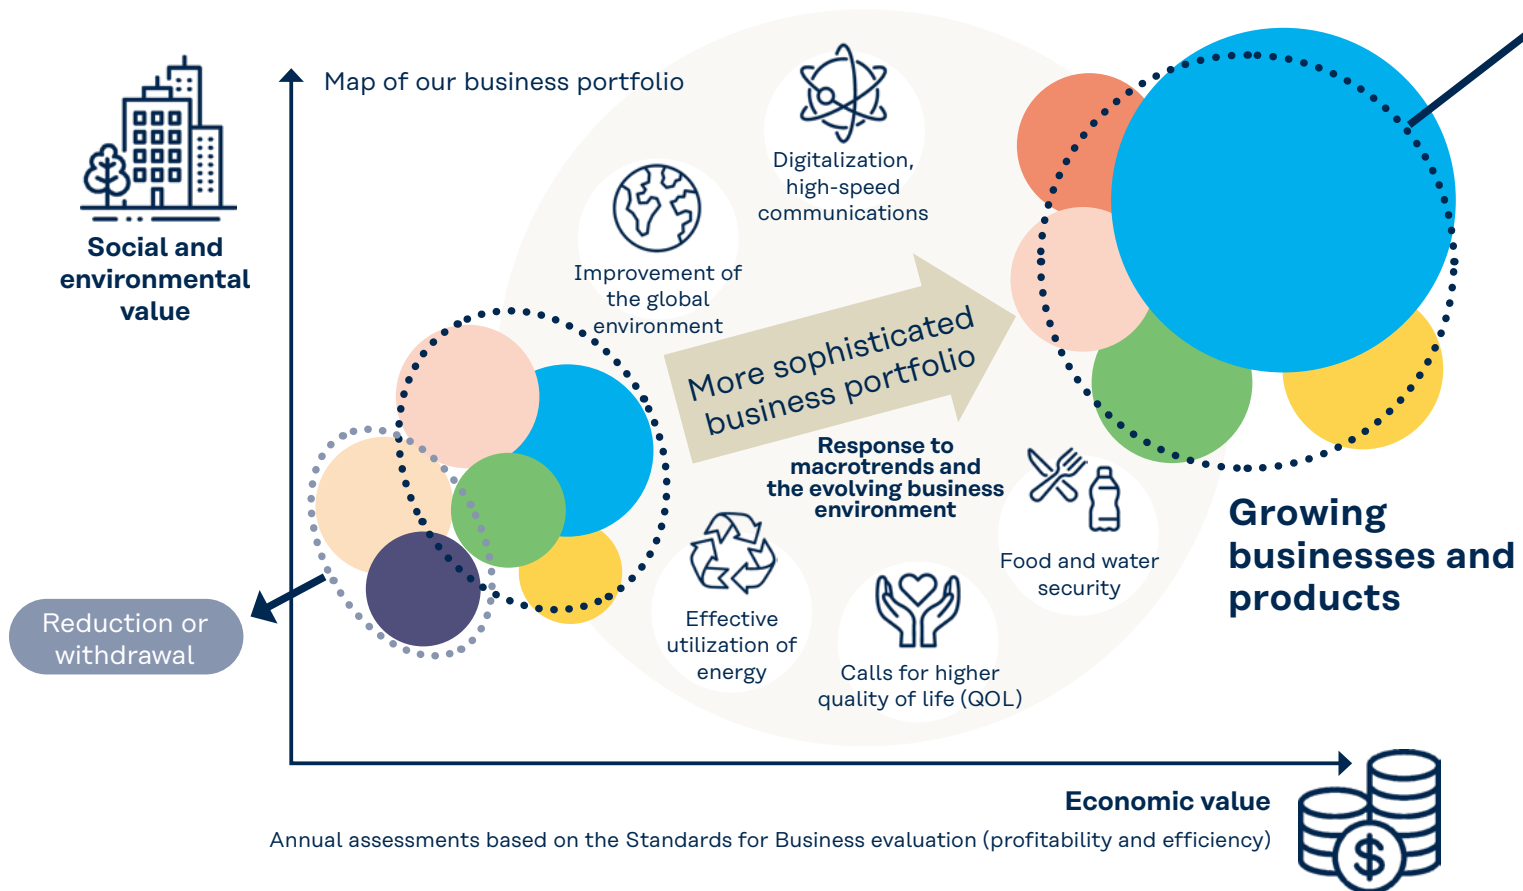 Map of our business portfolio
Social and
environmental
value
Digitalization,
high-speed
communications
Improvement of
the global
environment
More sophisticated
business portfolio
Response to
macrotrends and
the evolving business
environment
Food and water
security
Effective
utilization of
energy
Calls for higher
quality of life (QOL)
Growing
businesses and
products
Reduction or
withdrawal
Economic value
Annual assessments based on the Standards for Business evaluation (profitability and efficiency)
$